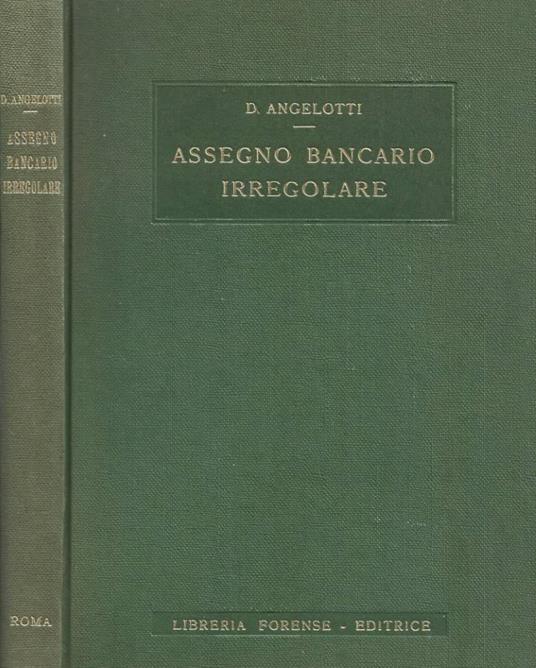 D. ANGELOTTI
ASSEGNO
BANCARIO
IRREGOLARE
ROMA
D. ANGELOTTI
ASSEGNO BANCARIO
IRREGOLARE
LIBRERIA FORENSE - EDITRICE